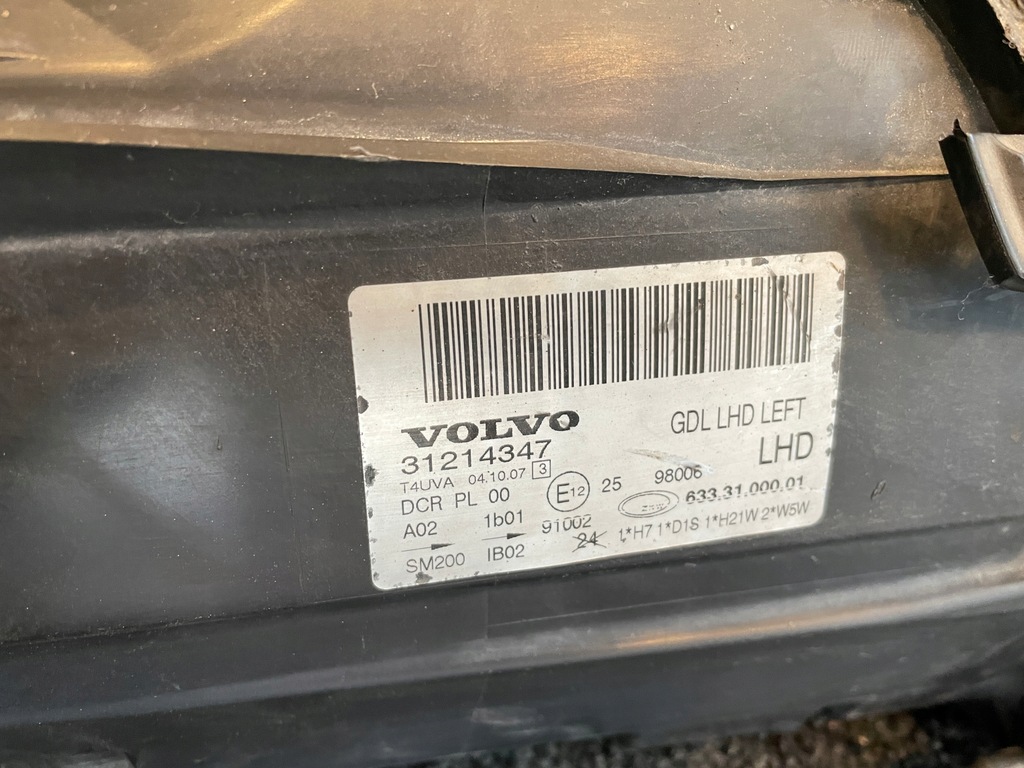 VOLVO
GDL LHD LEFT
31214347
LHD
T4UVA 04.10.07 3
DCR PL 00
E12 25 98006
A02 1b01 91002
633.31.000.01
SM200 IB02 24
1*H7 1*D1S 1*H21W 2*W5W